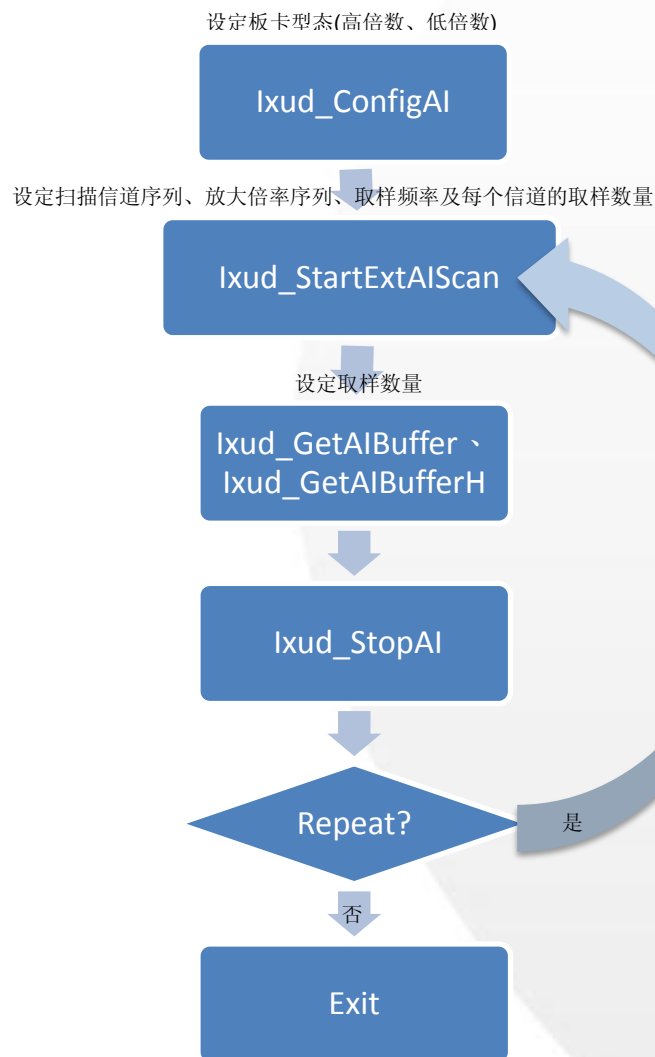 设定板卡型态(高倍数、低倍数)
Ixud_ConfigAI
设定扫描信道序列、放大倍率序列、取样频率及每个信道的取样数量
Ixud_StartExtAIScan
设定取样数量
Ixud_GetAIBuffer、
Ixud_GetAIBufferH
Ixud_StopAI
Repeat?
是
否
Exit